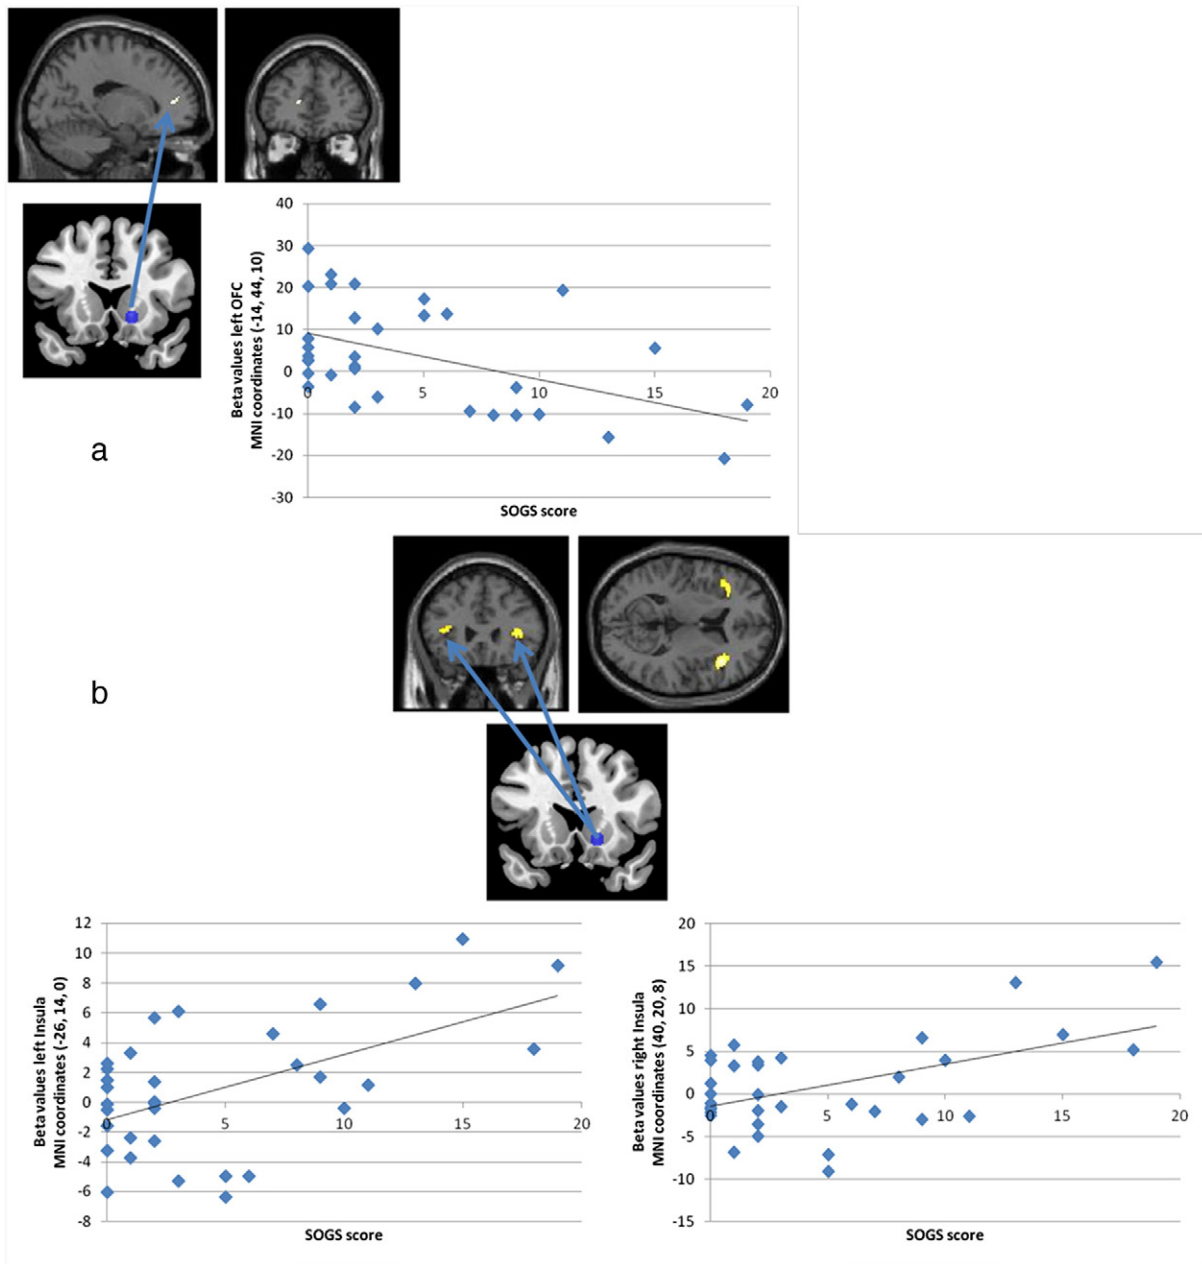 40
30
20
10
0
-10
-20
-30
0 5 10 15 20
Beta values left OFC
MNI coordinates (-14, 44, 10)
SOGS score
a
b
12
10
8
6
4
2
0
-2
-4
-6
-8
0 5 10 15 20
Beta values left Insula
MNI coordinates (-26, 14, 0)
SOGS score
20
15
10
5
0
-5
-10
-15
0 5 10 15 20
Beta values right Insula
MNI coordinates (40, 20, 8)
SOGS score